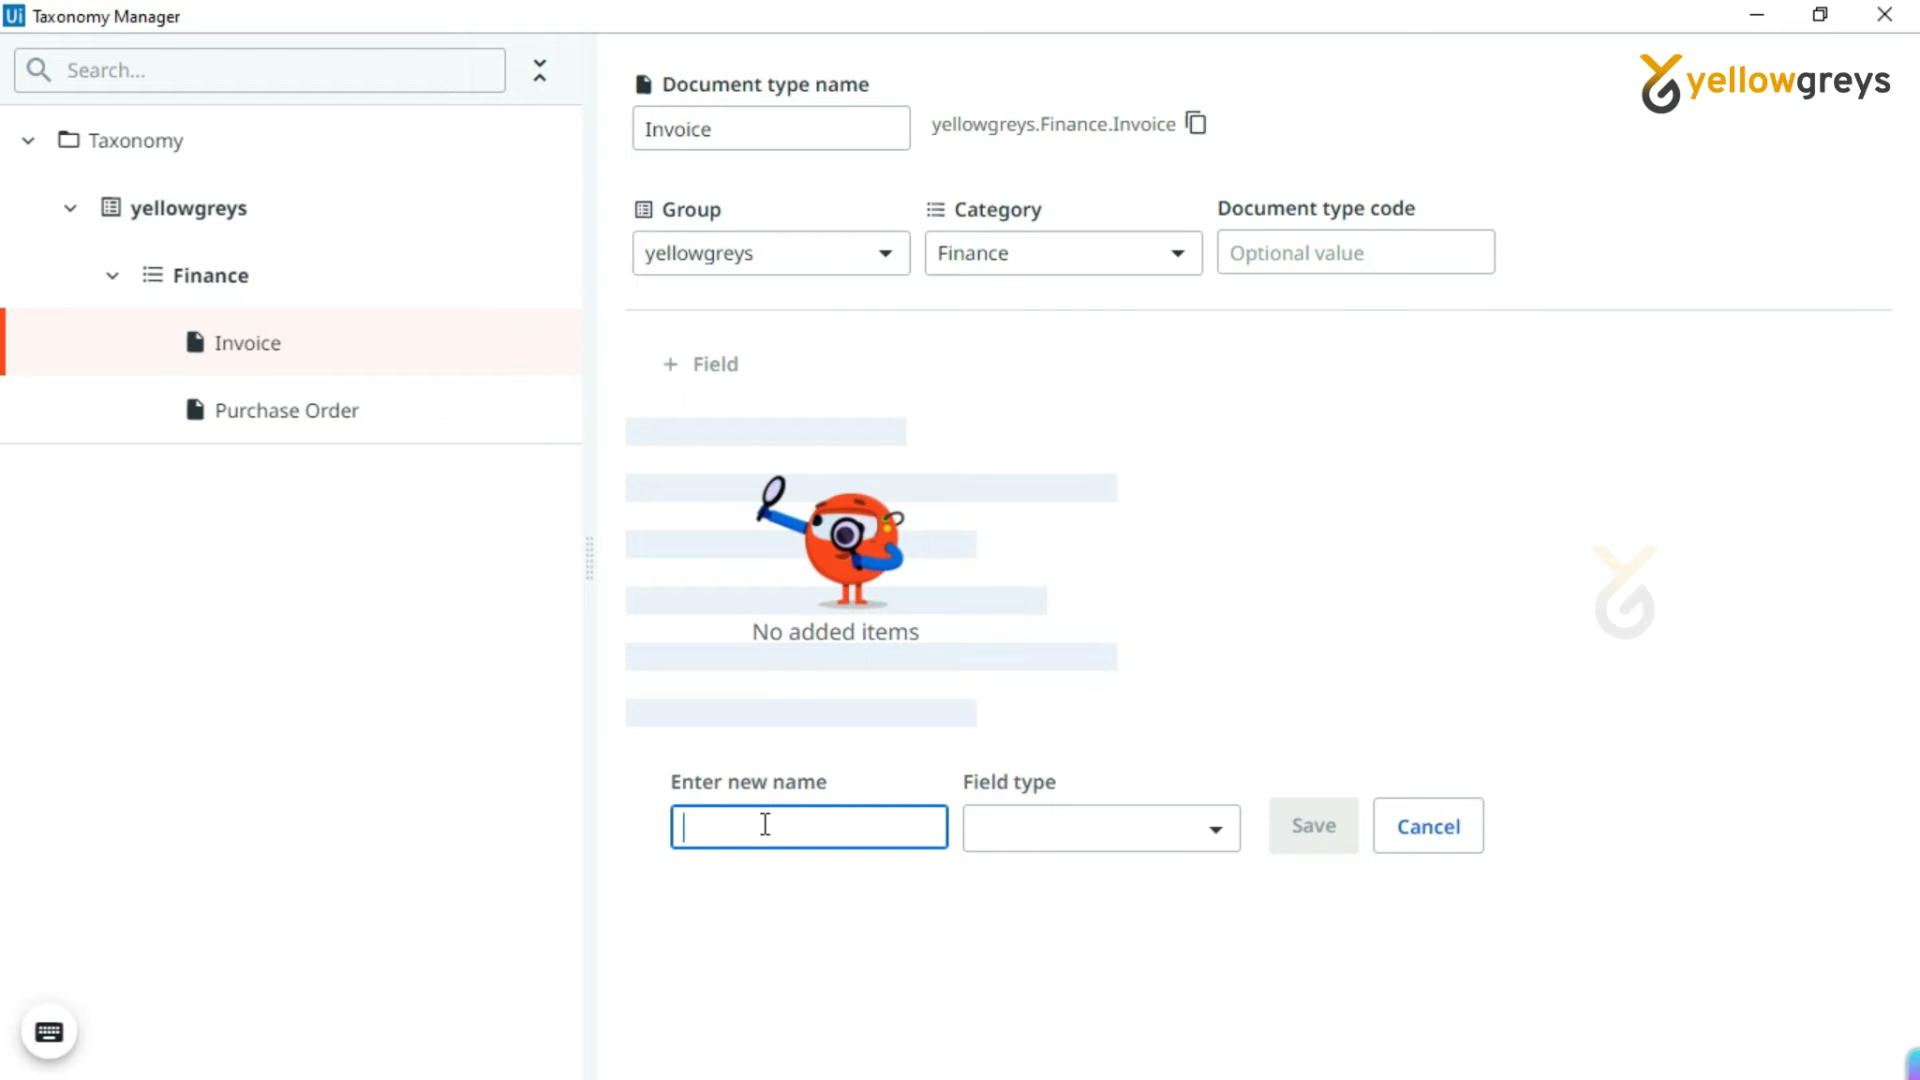 Ui Taxonomy Manager
Search...
Taxonomy
yellowgreys
Finance
Invoice
Purchase Order
yellowgreys
Document type name
Invoice
yellowgreys.Finance.Invoice
Group
Category
Document type code
yellowgreys
Finance
Optional value
+ Field
No added items
Enter new name
Field type
Save
Cancel